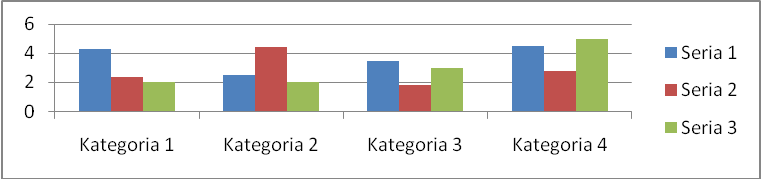 6
4
2
0
Kategoria 1
Kategoria 2
Kategoria 3
Kategoria 4
Seria 1
Seria 2
Seria 3